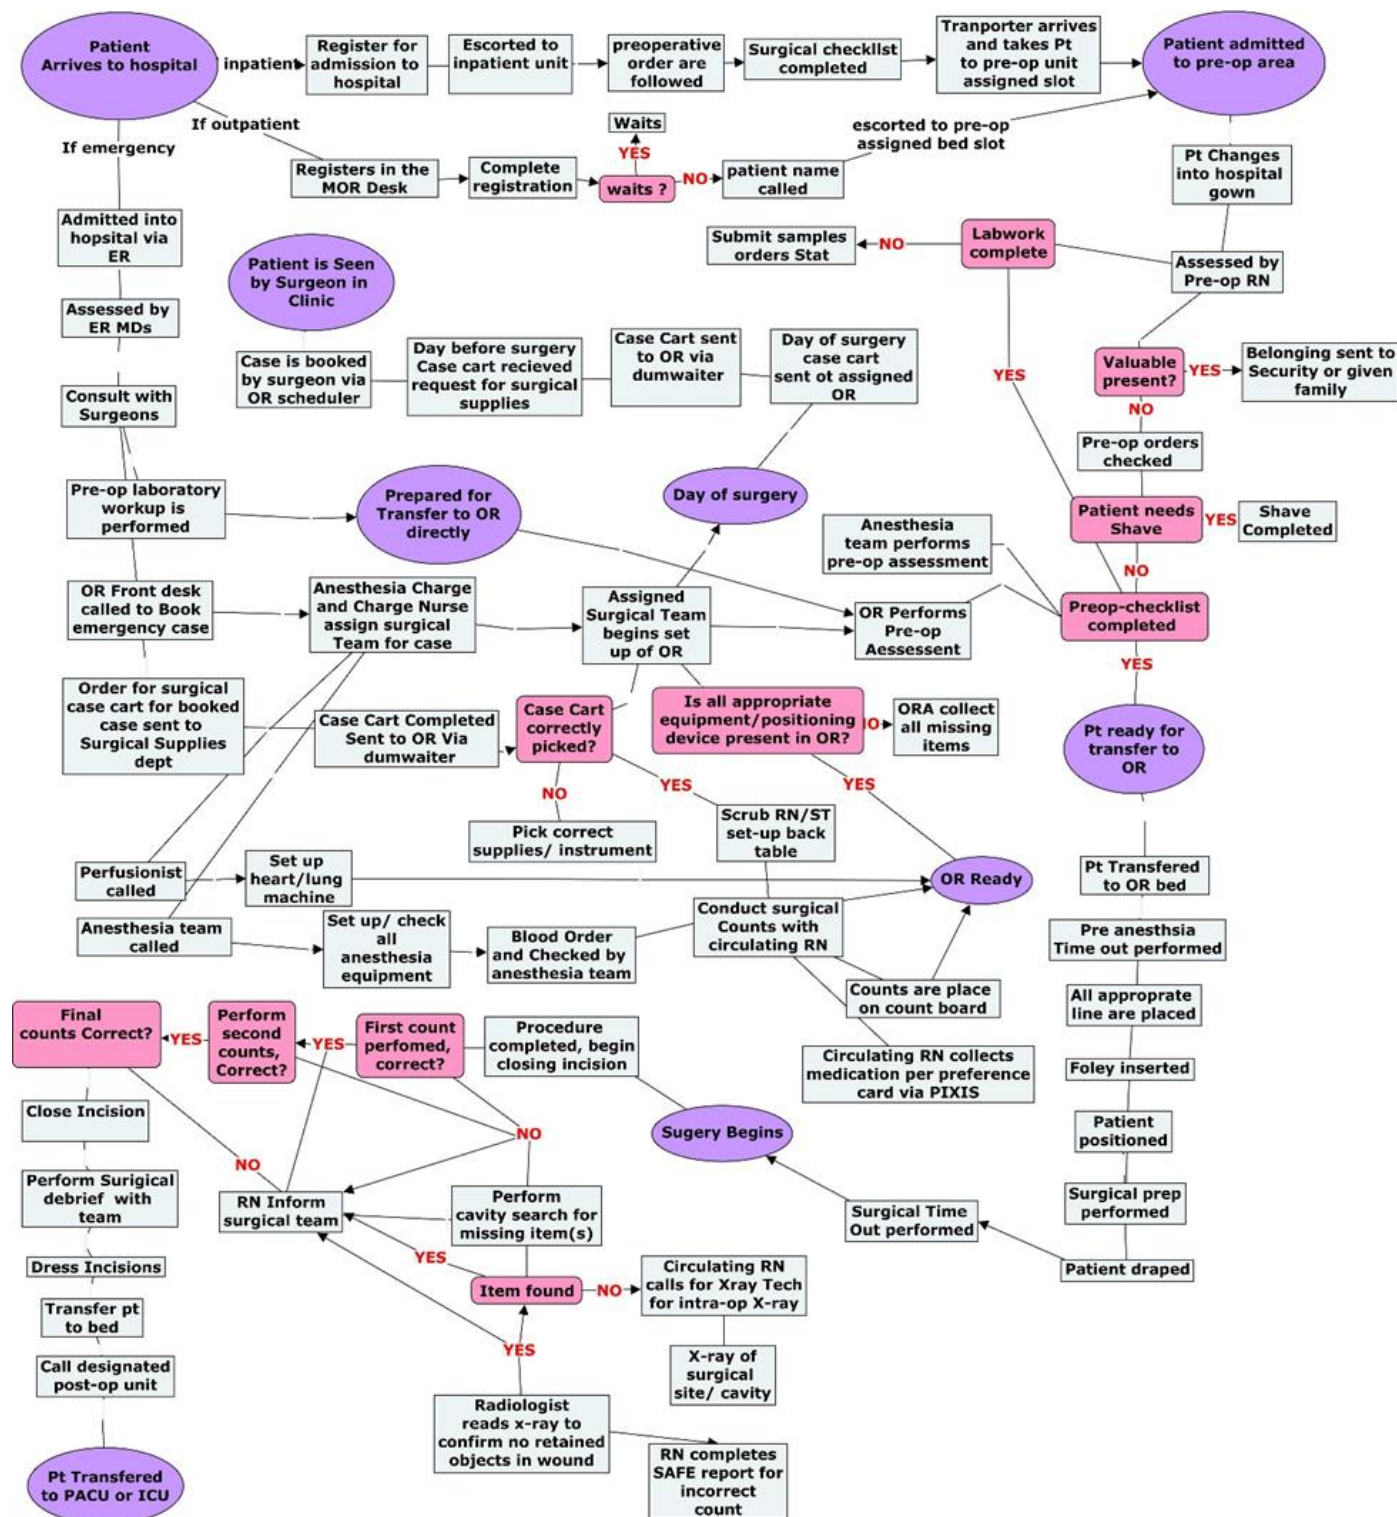 Patient
Arrives to hospital
inpatient
Register for
admission to
hospital
Escorted to
inpatient unit
preoperative
order are
followed
Surgical checklist
completed
Tranporter arrives
and takes Pt
to pre-op unit
assigned slot
Patient admitted
to pre-op area
If outpatient
If emergency
Registers in the
MOR Desk
Complete
registration
Waits
YES
waits ?
NO
patient name
called
escorted to pre-op
assigned bed slot
Pt Changes
into hospital
gown
Admitted into
hopsital via
ER
Patient is Seen
by Surgeon in
Clinic
Submit samples
orders Stat
NO
Labwork
complete
Assessed by
Pre-op RN
Assessed by
ER MDs
Case is booked
by surgeon via
OR scheduler
Day before surgery
Case cart recieved
request for surgical
supplies
Case Cart sent
to OR via
dumwaiter
Day of surgery
case cart
sent ot assigned
OR
YES
Valuable
present?
YES
Belonging sent to
Security or given
family
NO
Consult with
Surgeons
Pre-op orders
checked
Pre-op laboratory
workup is
performed
Prepared for
Transfer to OR
directly
Day of surgery
Patient needs
Shave
YES
Shave
Completed
NO
Anesthesia
team performs
pre-op assessment
OR Front desk
called to Book
emergency case
Anesthesia Charge
and Charge Nurse
assign surgical
Team for case
Assigned
Surgical Team
begins set
up of OR
OR Performs
Pre-op
Aessessent
Preop-checklist
completed
YES
Order for surgical
case cart for booked
case sent to
Surgical Supplies
dept
Case Cart Completed
Sent to OR Via
dumwaiter
Case Cart
correctly
picked?
Is all appropriate
equipment/positioning
device present in OR?
NO
ORA collect
all missing
items
Pt ready for
transfer to
OR
NO
YES
YES
Pick correct
supplies/ instrument
Scrub RN/ST
set-up back
table
Perfusionist
called
Set up
heart/lung
machine
OR Ready
Pt Transfered
to OR bed
Anesthesia team
called
Set up/ check
all
anesthesia
equipment
Blood Order
and Checked by
anesthesia team
Conduct surgical
Counts with
circulating RN
Pre anesthsia
Time out performed
Counts are place
on count board
All approprate
line are placed
Final
counts Correct?
YES
Perform
second
counts,
Correct?
YES
First count
perfomed,
correct?
Procedure
completed, begin
closing incision
Circulating RN collects
medication per preference
card via PIXIS
Foley inserted
Close Incision
NO
Sugery Begins
Patient
positioned
NO
Perform Surigical
debrief with
team
RN Inform
surgical team
Perform
cavity search for
missing item(s)
Surgical Time
Out performed
Surgical prep
performed
YES
Dress Incisions
Item found
NO
Circulating RN
calls for Xray Tech
for intra-op X-ray
Patient draped
Transfer pt
to bed
YES
Call designated
post-op unit
X-ray of
surgical
site/ cavity
Radiologist
reads x-ray to
confirm no retained
objects in wound
RN completes
SAFE report for
incorrect
count
Pt Transfered
to PACU or ICU